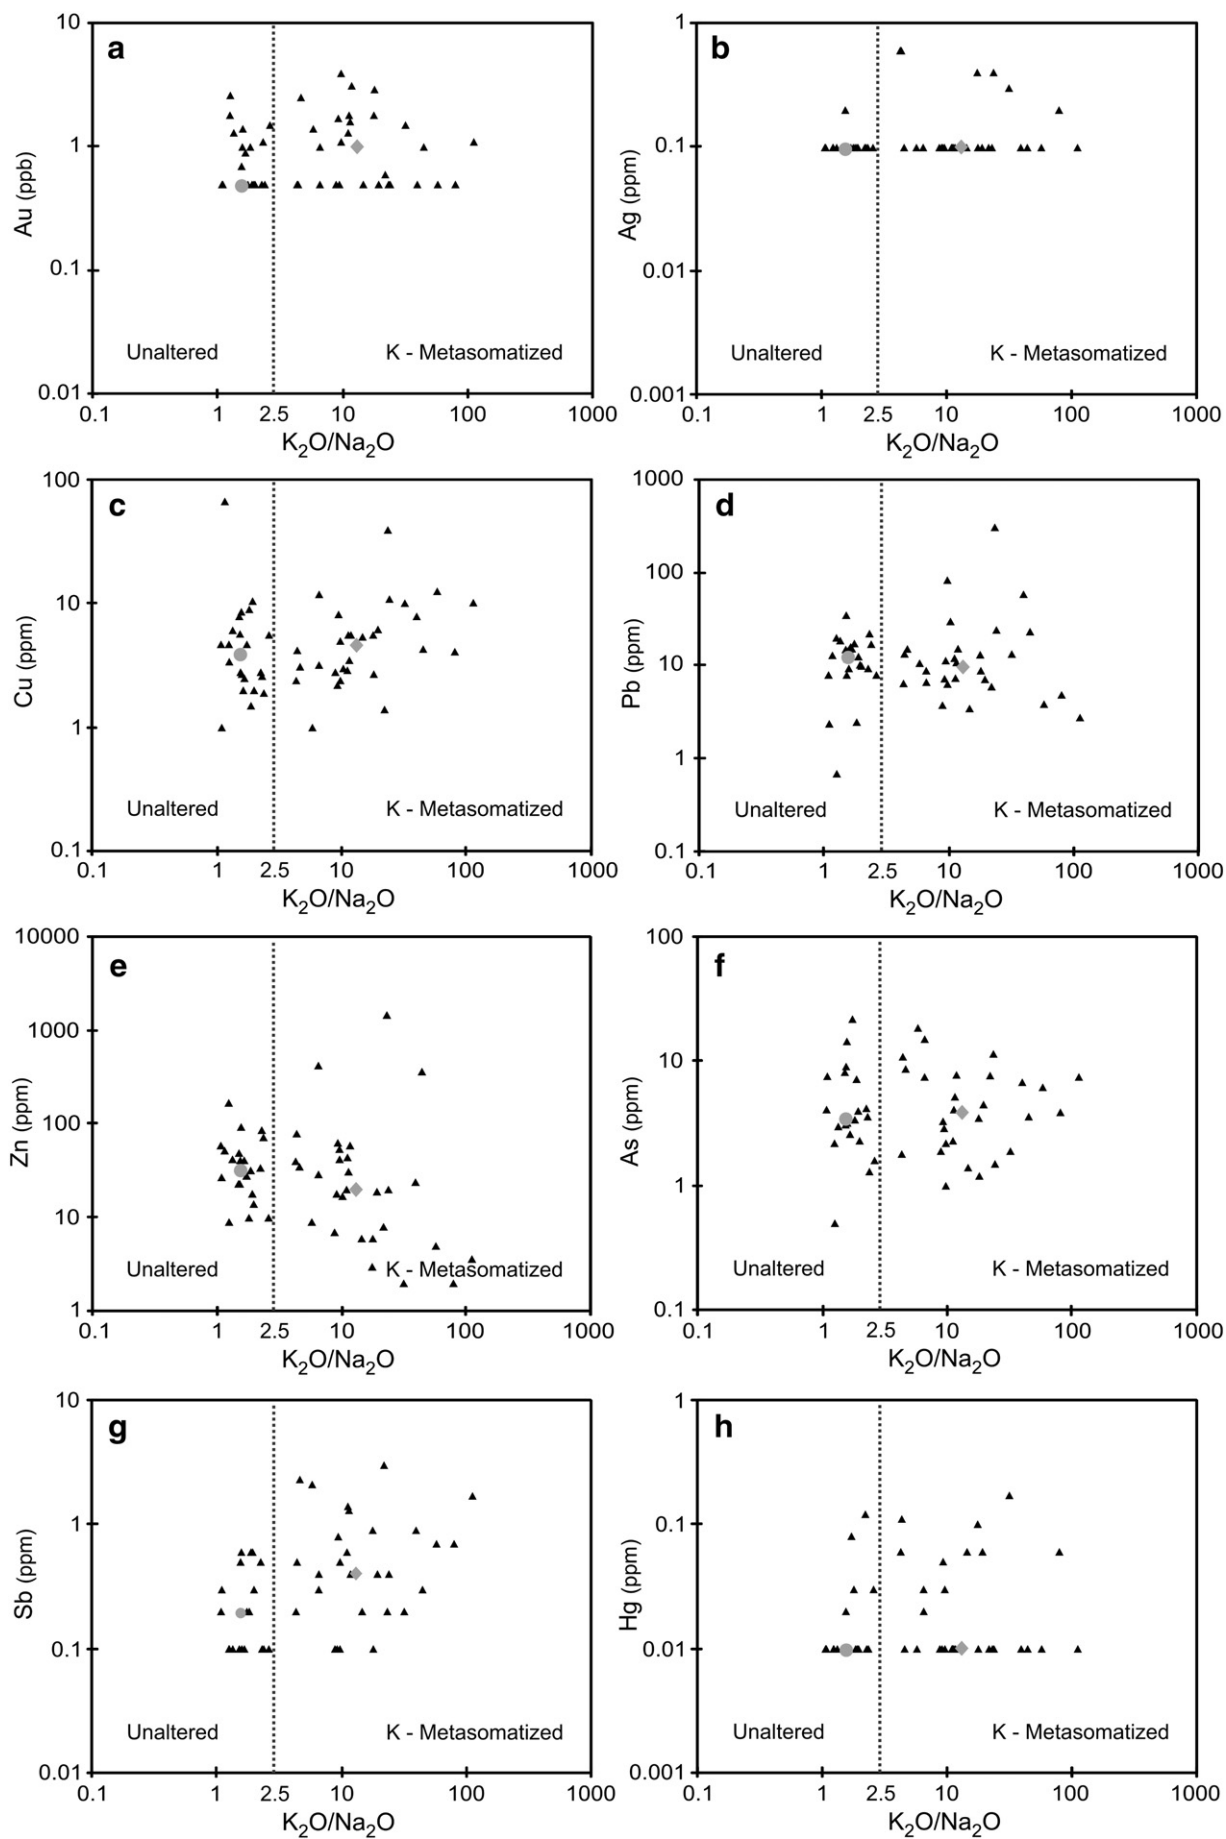 a
10
1
0.1
0.01
Au (ppb)
Unaltered
K - Metasomatized
0.1 1 2.5 10 100 1000
K₂O/Na₂O
b
1
0.1
0.01
0.001
Ag (ppm)
Unaltered
K - Metasomatized
0.1 1 2.5 10 100 1000
K₂O/Na₂O
c
100
10
1
0.1
Cu (ppm)
Unaltered
K - Metasomatized
0.1 1 2.5 10 100 1000
K₂O/Na₂O
d
1000
100
10
1
0.1
Pb (ppm)
Unaltered
K - Metasomatized
0.1 1 2.5 10 100 1000
K₂O/Na₂O
e
10000
1000
100
10
1
Zn (ppm)
Unaltered
K - Metasomatized
0.1 1 2.5 10 100 1000
K₂O/Na₂O
f
100
10
1
0.1
As (ppm)
Unaltered
K - Metasomatized
0.1 1 2.5 10 100 1000
K₂O/Na₂O
g
10
1
0.1
0.01
Sb (ppm)
Unaltered
K - Metasomatized
0.1 1 2.5 10 100 1000
K₂O/Na₂O
h
1
0.1
0.01
0.001
Hg (ppm)
Unaltered
K - Metasomatized
0.1 1 2.5 10 100 1000
K₂O/Na₂O